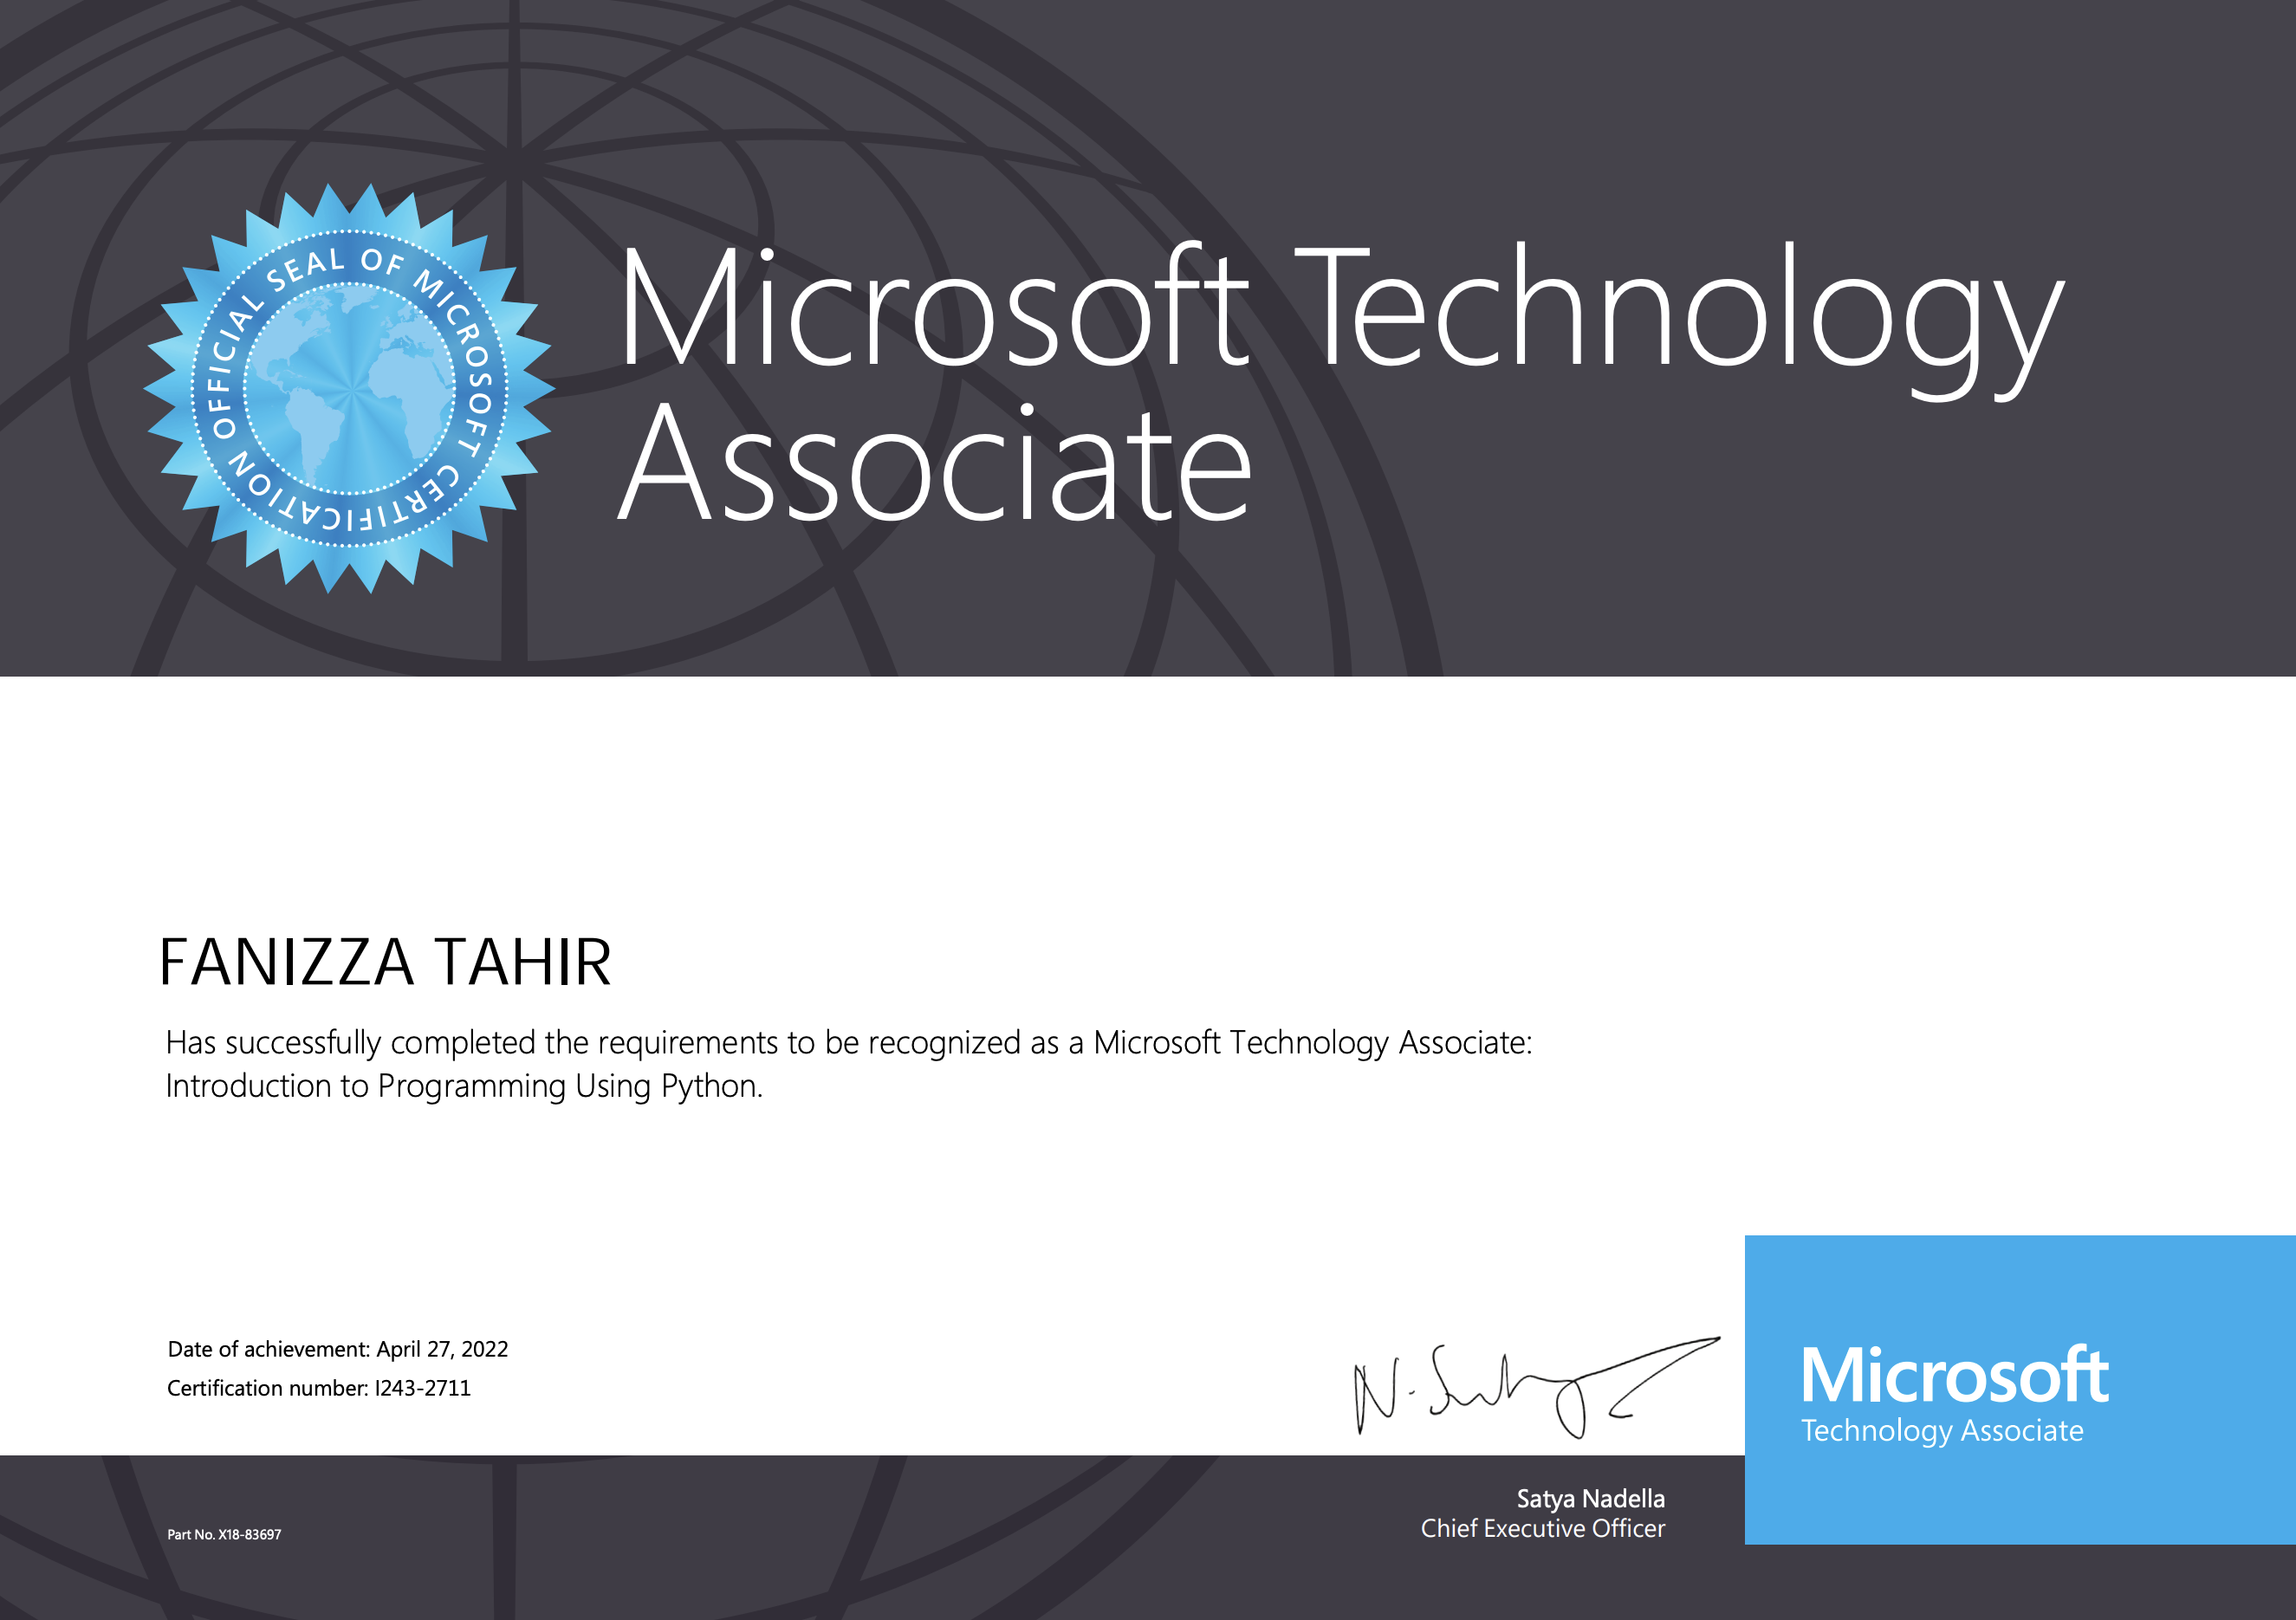 OFFICIAL SEAL OF MICROSOFT CERTIFICATION
Microsoft Technology
Associate
FANIZZA TAHIR
Has successfully completed the requirements to be recognized as a Microsoft Technology Associate:
Introduction to Programming Using Python.
Date of achievement: April 27, 2022
Certification number: I243-2711
Microsoft
Technology Associate
Satya Nadella
Chief Executive Officer
Part No. X18-83697